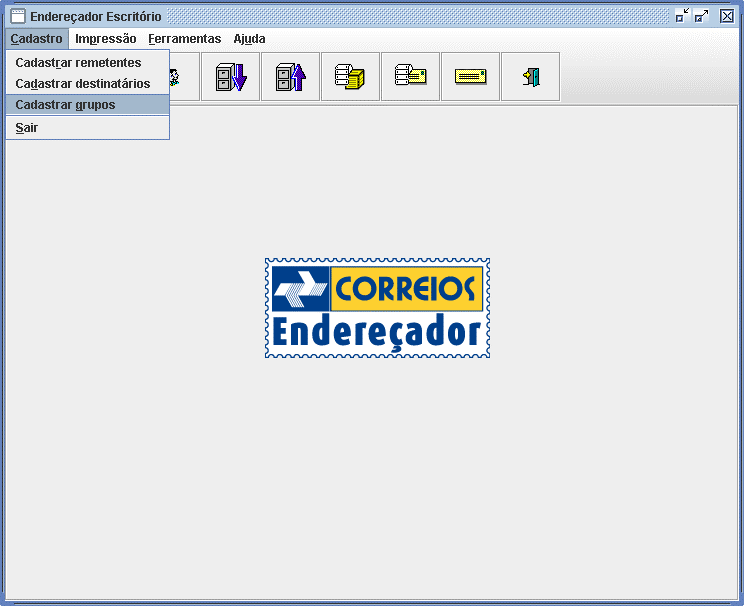 Endereçador Escritório
Cadastro Impressão Ferramentas Ajuda
Cadastrar remetentes
Cadastrar destinatários
Cadastrar grupos
Sair
CORREIOS
Endereçador